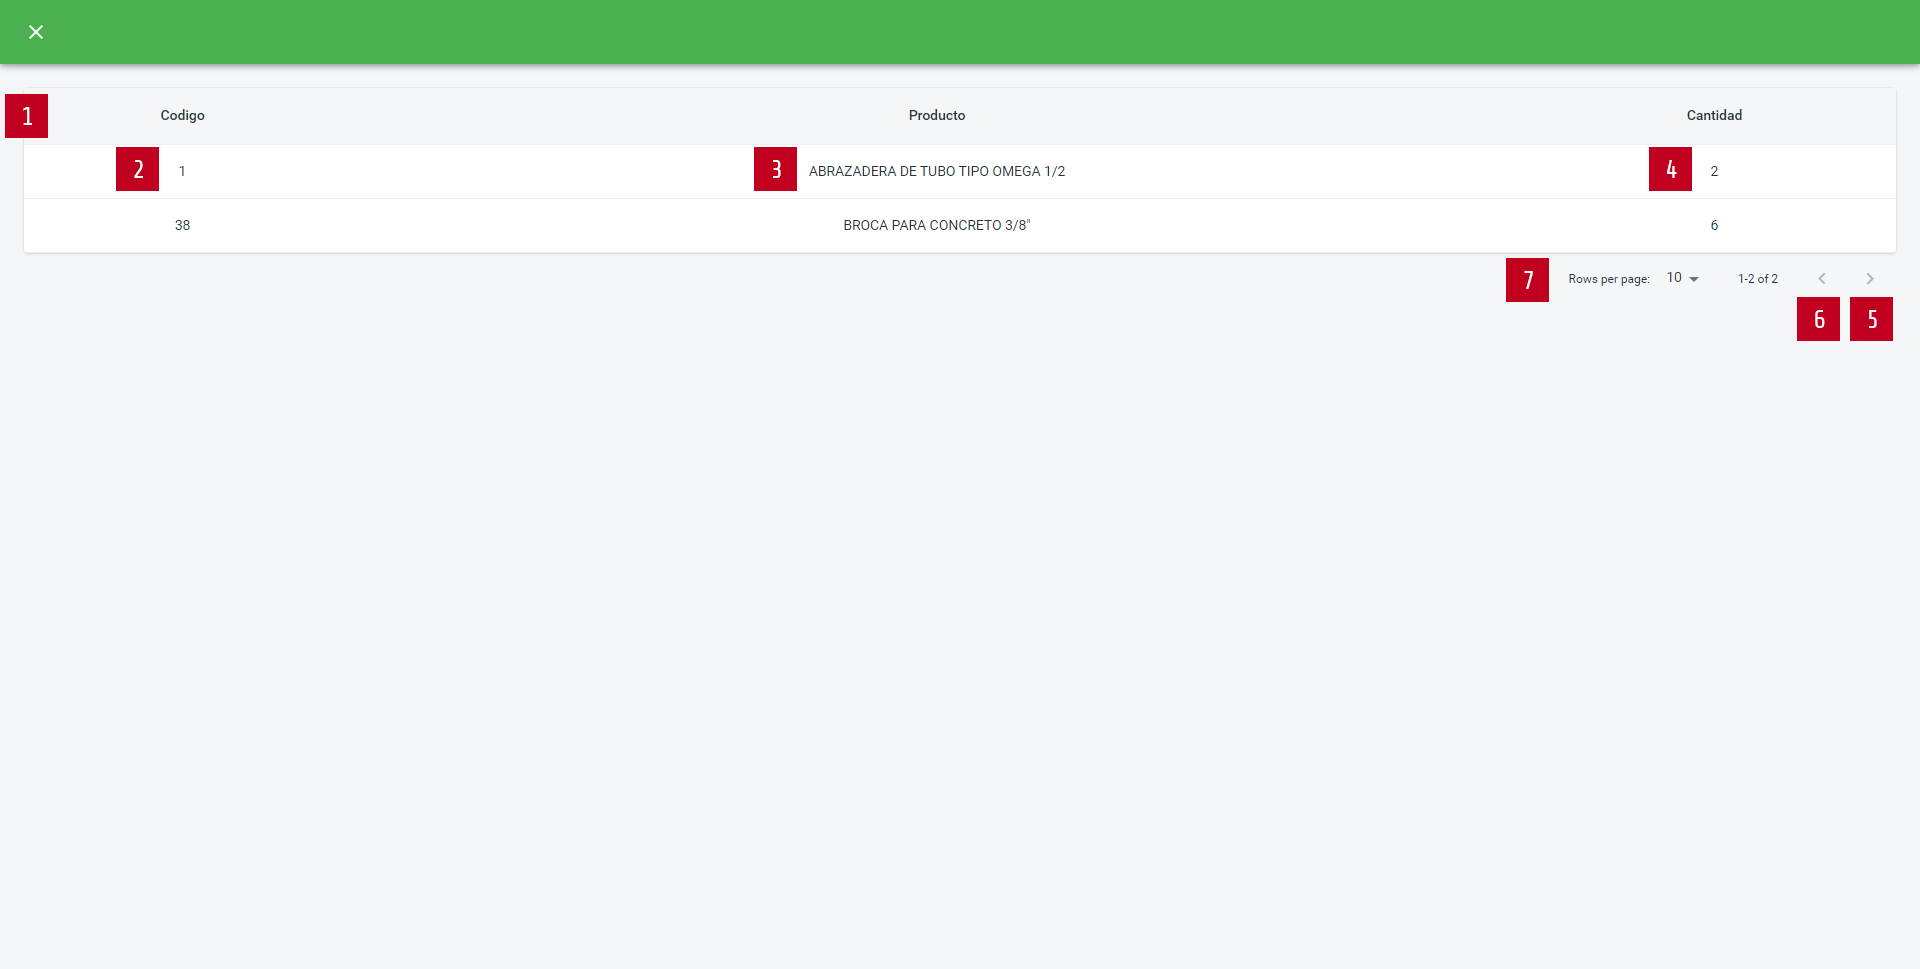 1 Codigo Producto Cantidad
2 1 3 ABRAZADERA DE TUBO TIPO OMEGA 1/2 4 2
38 BROCA PARA CONCRETO 3/8" 6
7 Rows per page: 10 1-2 of 2
6 5